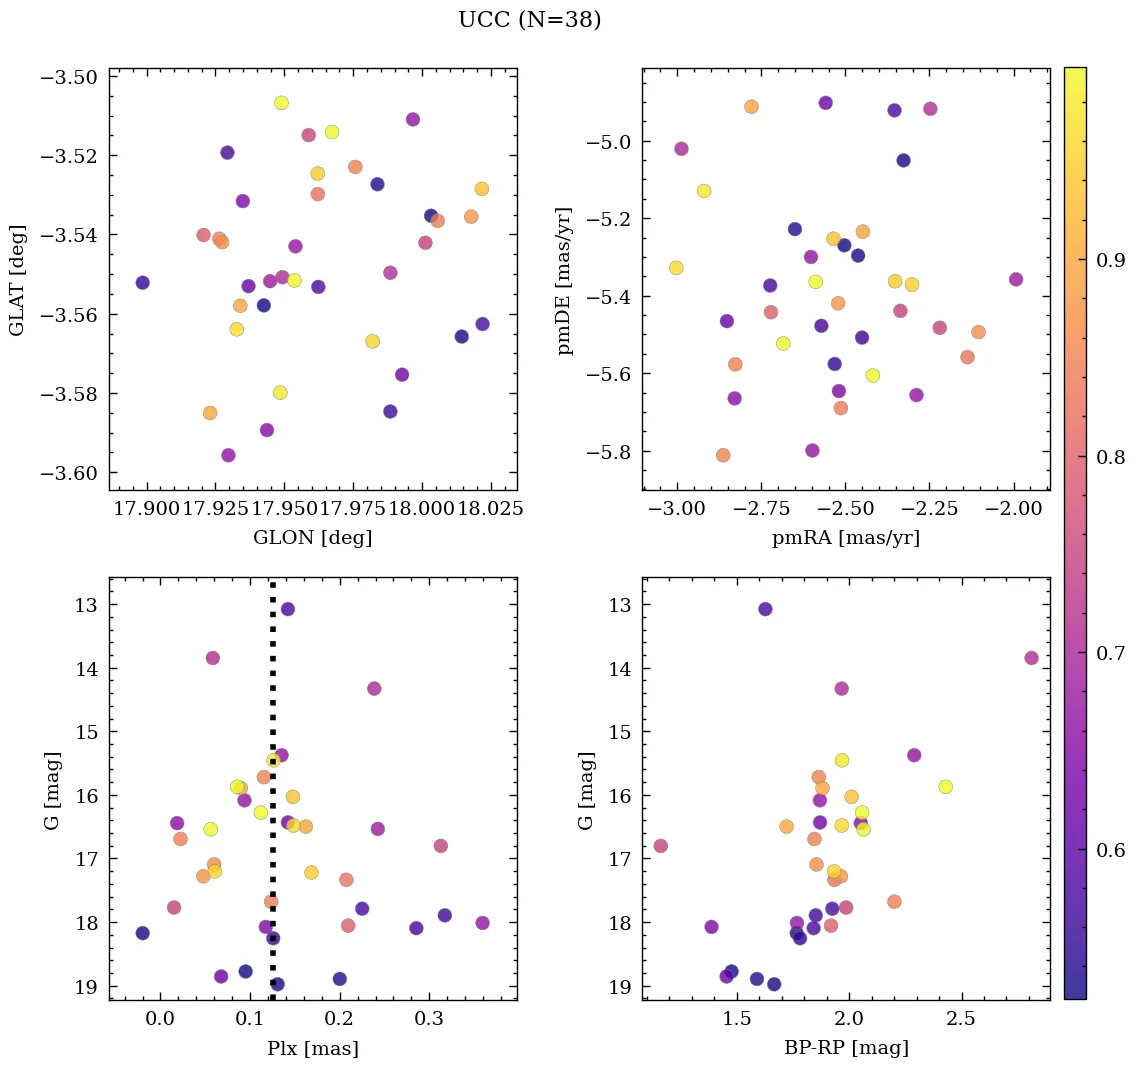 UCC (N=38)
−3.50
−3.52
−3.54
−3.56
−3.58
−3.60
GLAT [deg]
17.900 17.925 17.950 17.975 18.000 18.025
GLON [deg]
−5.0
−5.2
−5.4
−5.6
−5.8
pmDE [mas/yr]
−3.00 −2.75 −2.50 −2.25 −2.00
pmRA [mas/yr]
13
14
15
16
17
18
19
G [mag]
0.0 0.1 0.2 0.3
Plx [mas]
13
14
15
16
17
18
19
G [mag]
1.5 2.0 2.5
BP-RP [mag]
0.9
0.8
0.7
0.6